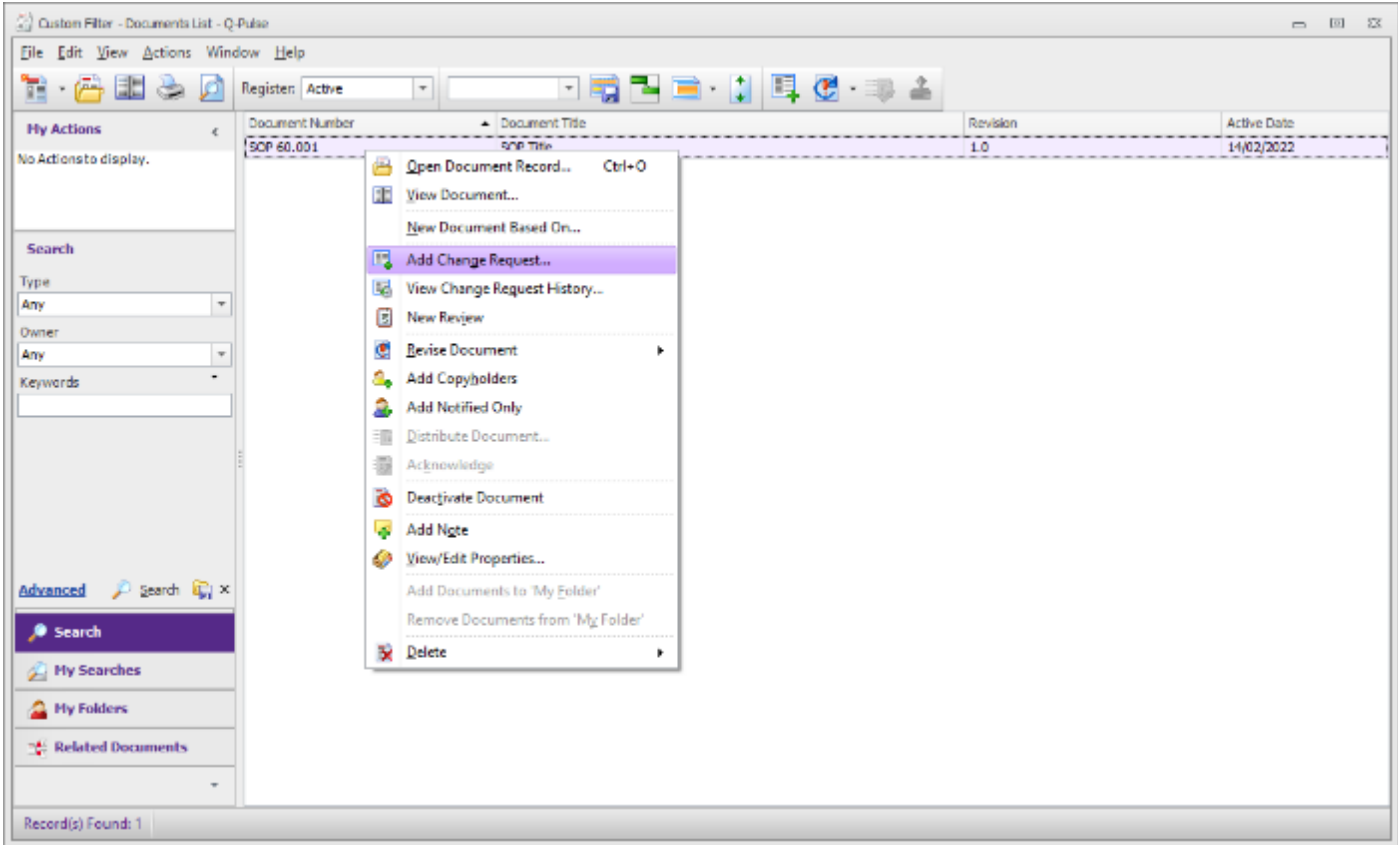 Custom Filter - Documents List - Q-Pulse
File Edit View Actions Window Help
Register: Active
My Actions
No Actions to display.
Search
Type
Any
Owner
Any
Keywords
Advanced Search
Search
My Searches
My Folders
Related Documents
Document Number Document Title Revision Active Date
SOP 60.001 SOP Title 1.0 14/02/2022
Open Document Record... Ctrl+O
View Document...
New Document Based On...
Add Change Request...
View Change Request History...
New Review
Revise Document
Add Copyholders
Add Notified Only
Distribute Document...
Acknowledge
Deactivate Document
Add Note
View/Edit Properties...
Add Documents to 'My Folder'
Remove Documents from 'My Folder'
Delete
Record(s) Found: 1